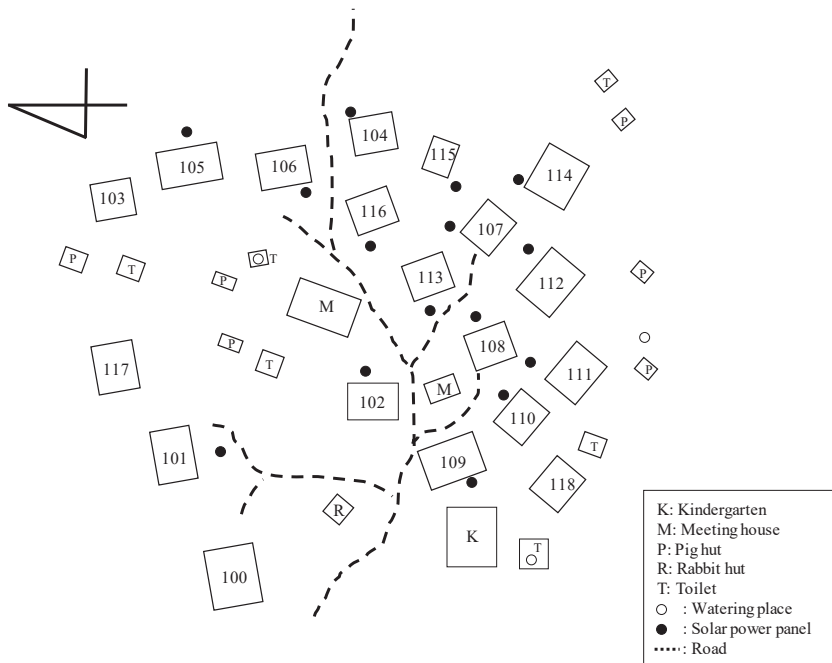 T
P
104
115
105
106
114
103
116
107
P
T
P
T
113
112
P
M
P
T
108
117
M
111
P
102
110
101
109
T
118
R
K
T
100
K: Kindergarten
M: Meeting house
P: Pig hut
R: Rabbit hut
T: Toilet
: Watering place
: Solar power panel
: Road